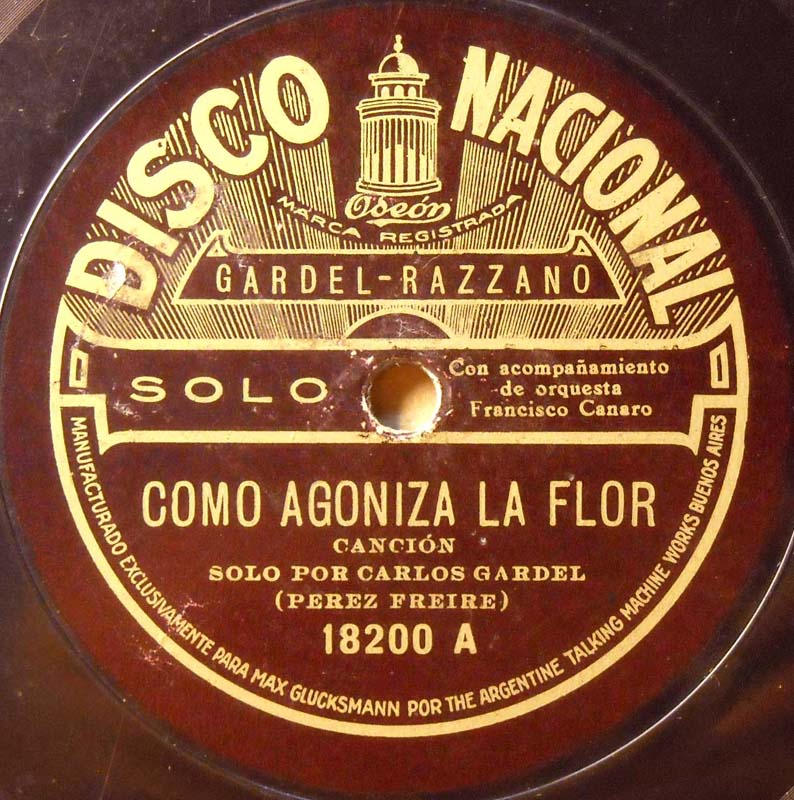 DISCO NACIONAL
Odeón
MARCA REGISTRADA
GARDEL-RAZZANO
SOLO
Con acompañamiento
de orquesta
Francisco Canaro
COMO AGONIZA LA FLOR
CANCIÓN
SOLO POR CARLOS GARDEL
(PEREZ FREIRE)
18200 A
MANUFACTURADO EXCLUSIVAMENTE PARA MAX GLUCKSMANN POR THE ARGENTINE TALKING MACHINE WORKS BUENOS AIRES